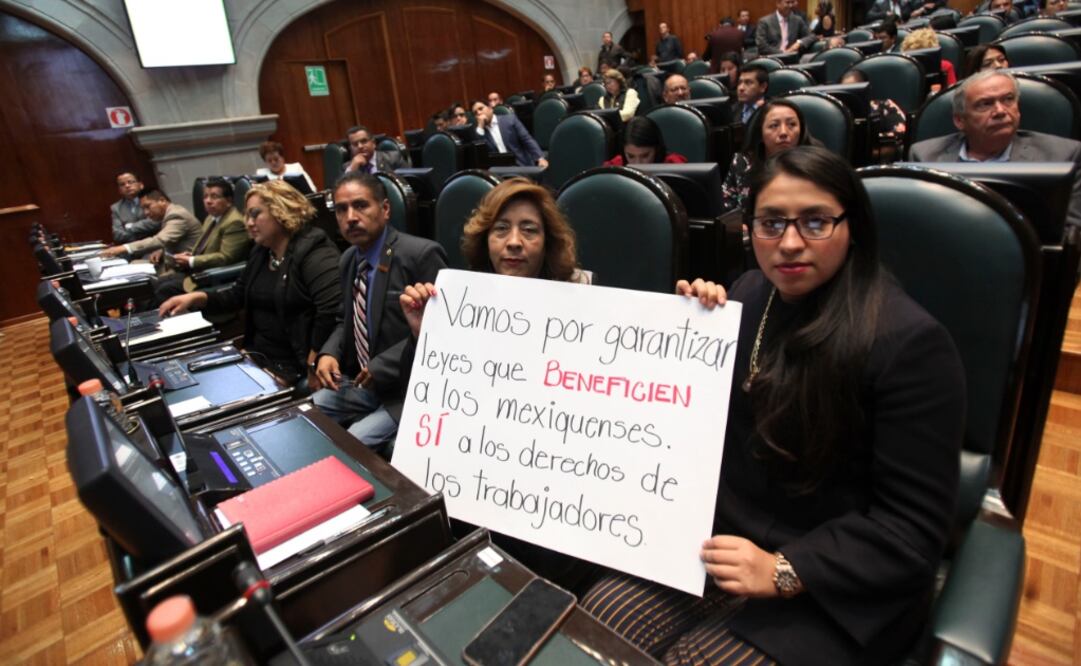 Vamos por garantizar
leyes que BENEFICIEN
a los mexiquenses.
SÍ a los derechos de
los trabajadores.